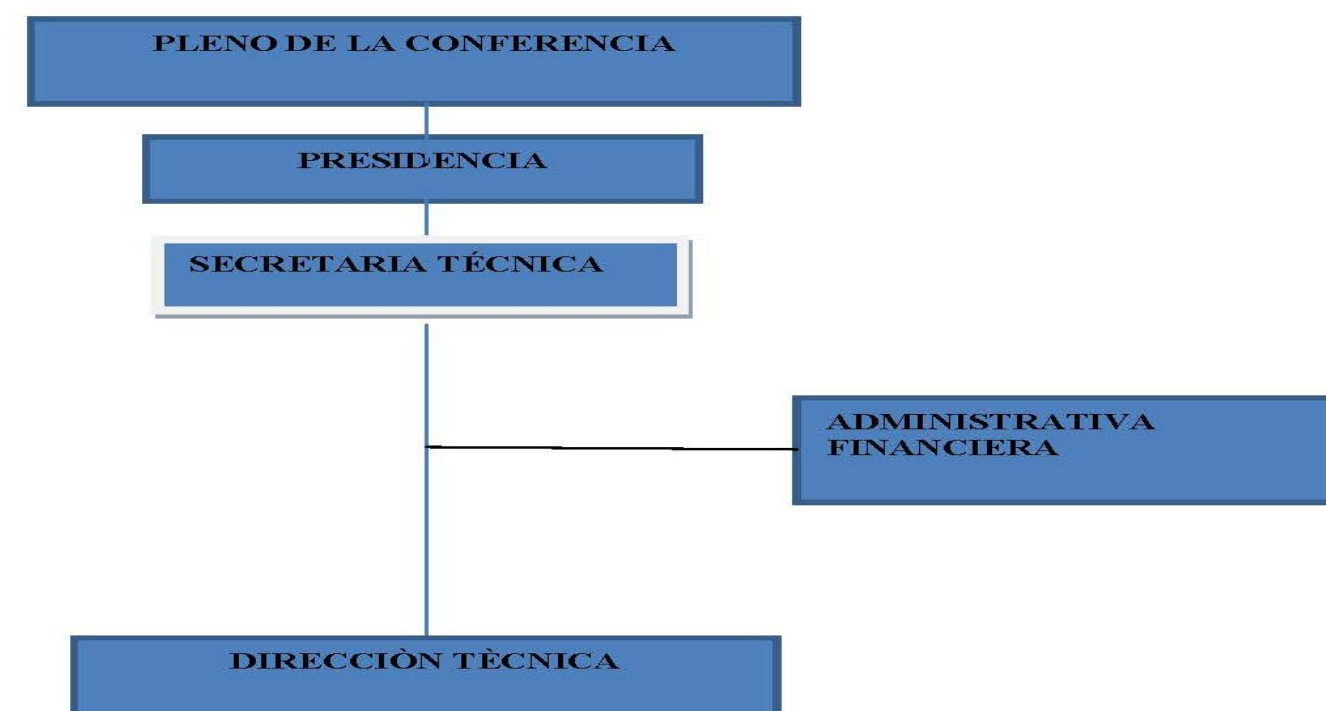 PLENO DE LA CONFERENCIA
PRESIDENCIA
SECRETARIA TÉCNICA
ADMINISTRATIVA
FINANCIERA
DIRECCIÒN TÈCNICA